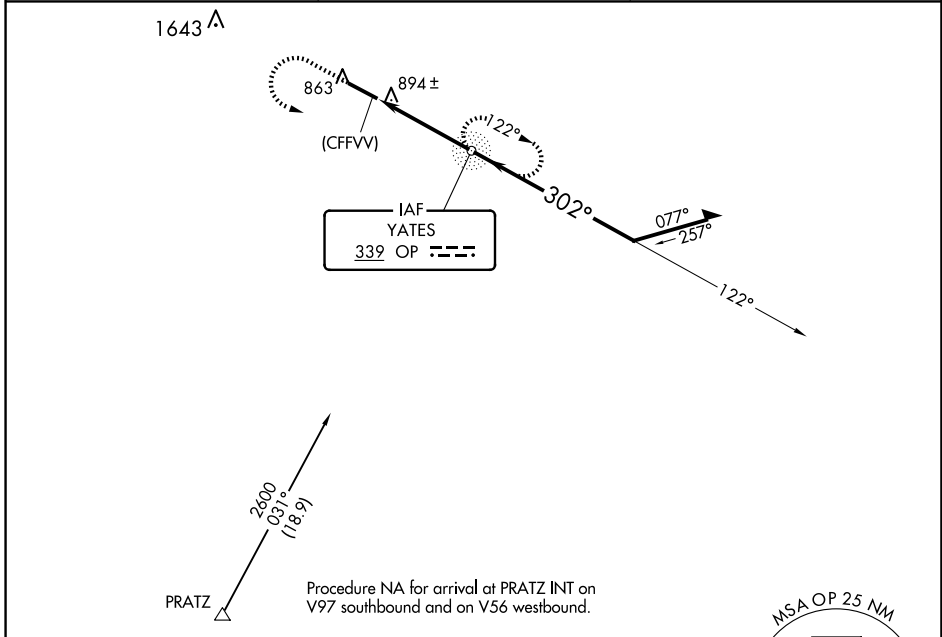 1643
863
894±
(CFFVV)
122°
302°
IAF
YATES
339 OP
077°
257°
122°
2600
031°
(18.9)
PRATZ
Procedure NA for arrival at PRATZ INT on
V97 southbound and on V56 westbound.
MSA OP 25 NM